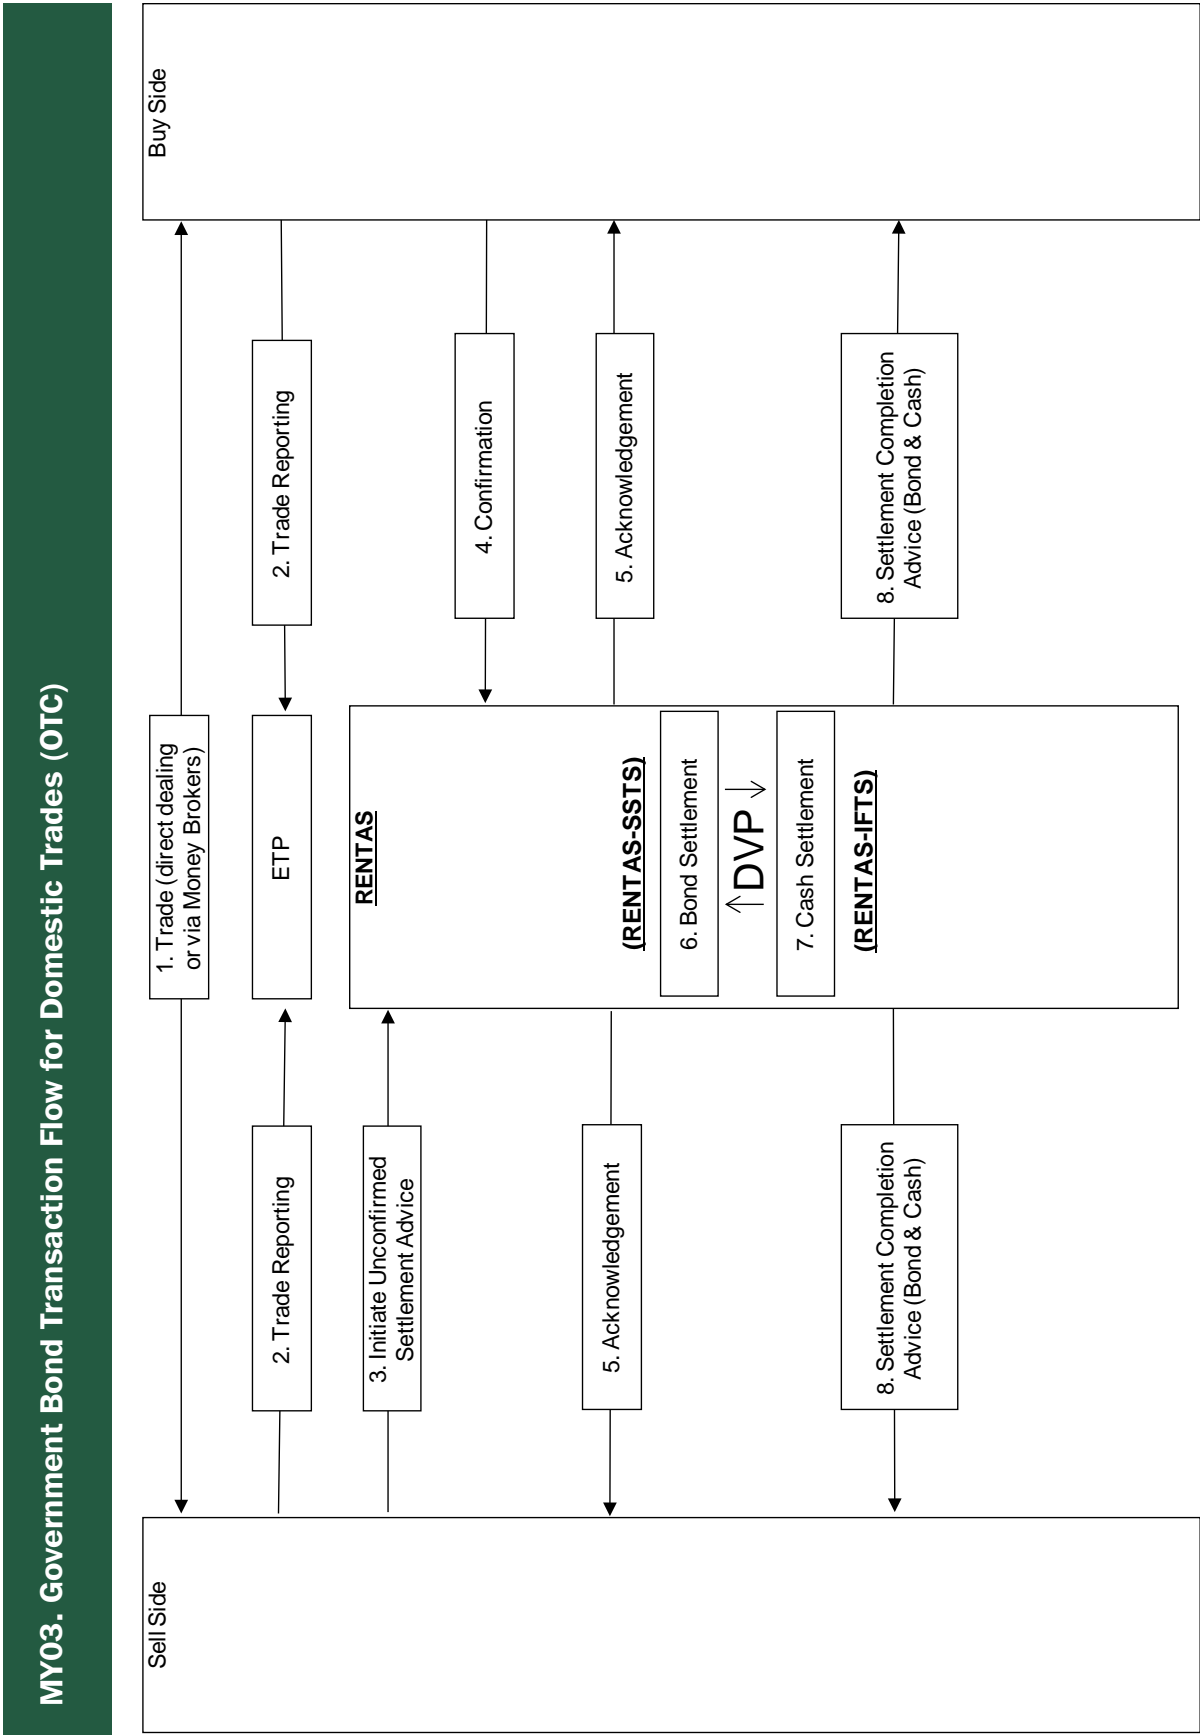 MY03. Government Bond Transaction Flow for Domestic Trades (OTC)
Sell Side
Buy Side
1. Trade (direct dealing
or via Money Brokers)
2. Trade Reporting
ETP
2. Trade Reporting
RENTAS
3. Initiate Unconfirmed
Settlement Advice
4. Confirmation
5. Acknowledgement
(RENTAS-SSTS)
5. Acknowledgement
6. Bond Settlement
DVP
7. Cash Settlement
(RENTAS-IFTS)
8. Settlement Completion
Advice (Bond & Cash)
8. Settlement Completion
Advice (Bond & Cash)